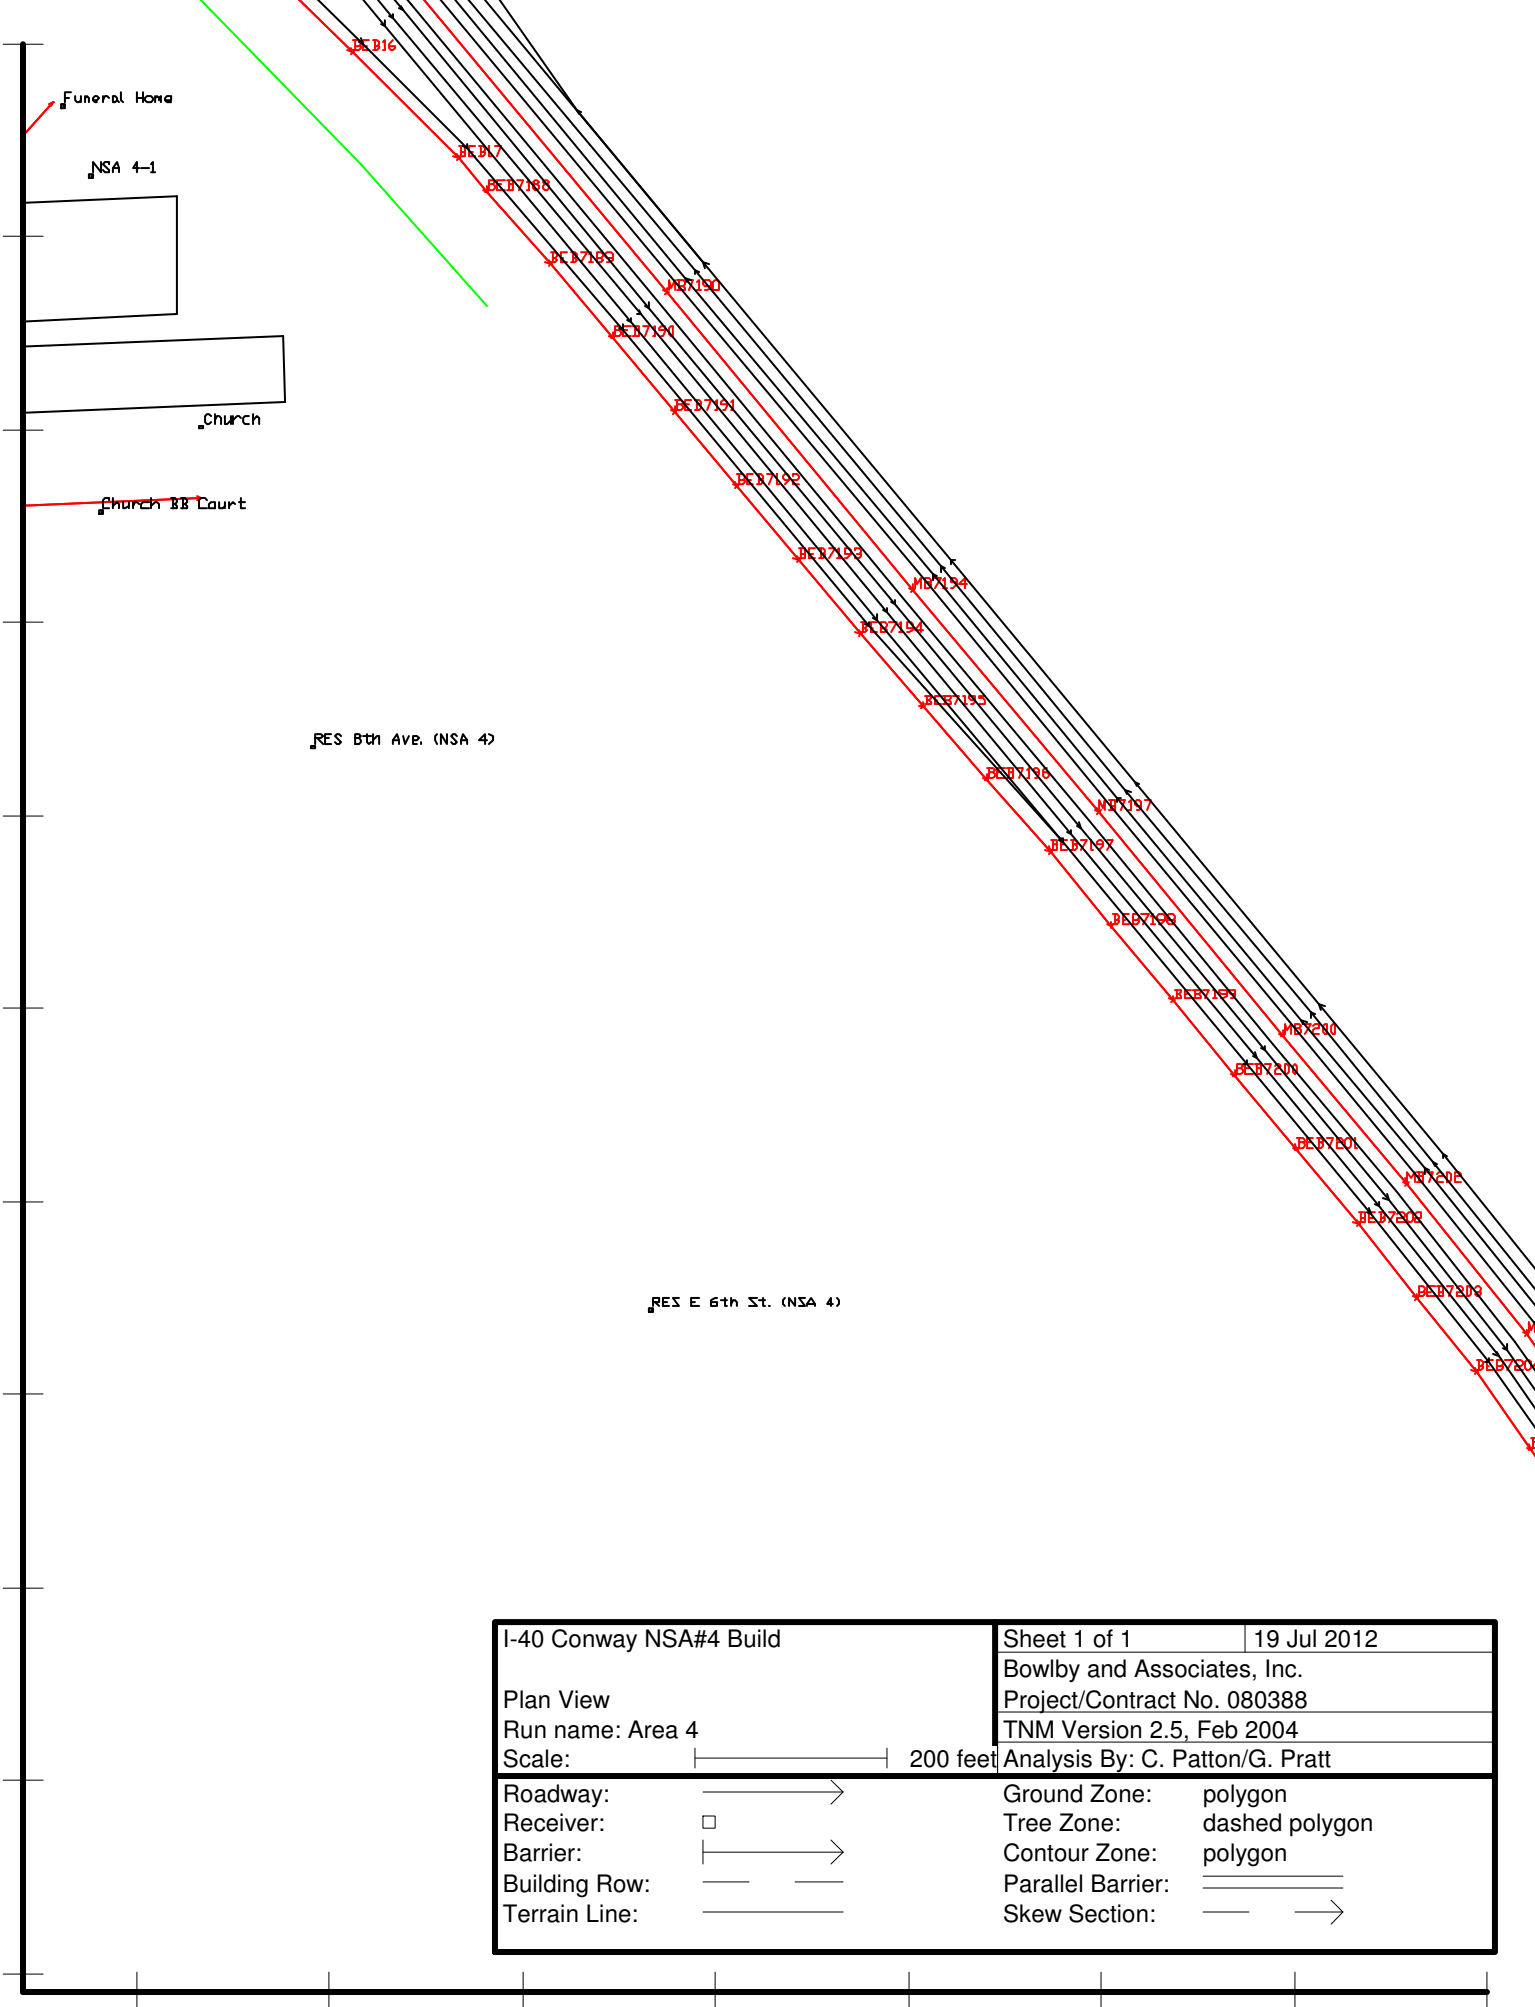 BEB16
Funeral Home
BEB17
NSA 4-1
BEB7188
BEB7189
MB7190
BEB7190
BEB7191
Church
BEB7192
Church BB Court
BEB7193
MB7194
BEB7194
BEB7195
RES 8th Ave. (NSA 4)
BEB7196
MB7197
BEB7197
BEB7198
BEB7199
MB7200
BEB7200
BEB7201
MB7202
BEB7202
BEB7203
RES E 6th St. (NSA 4)
M
BEB720
I-40 Conway NSA#4 Build
Sheet 1 of 1
19 Jul 2012
Bowlby and Associates, Inc.
Plan View
Project/Contract No. 080388
Run name: Area 4
TNM Version 2.5, Feb 2004
Scale:
200 feet
Analysis By: C. Patton/G. Pratt
Roadway:
Ground Zone: polygon
Receiver:
Tree Zone: dashed polygon
Barrier:
Contour Zone: polygon
Building Row:
Parallel Barrier:
Terrain Line:
Skew Section: